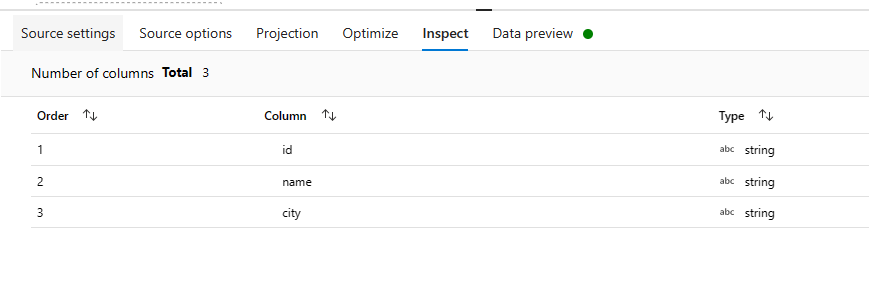 Source settings Source options Projection Optimize Inspect Data preview
Number of columns Total 3
Order Column Type
1 id abc string
2 name abc string
3 city abc string